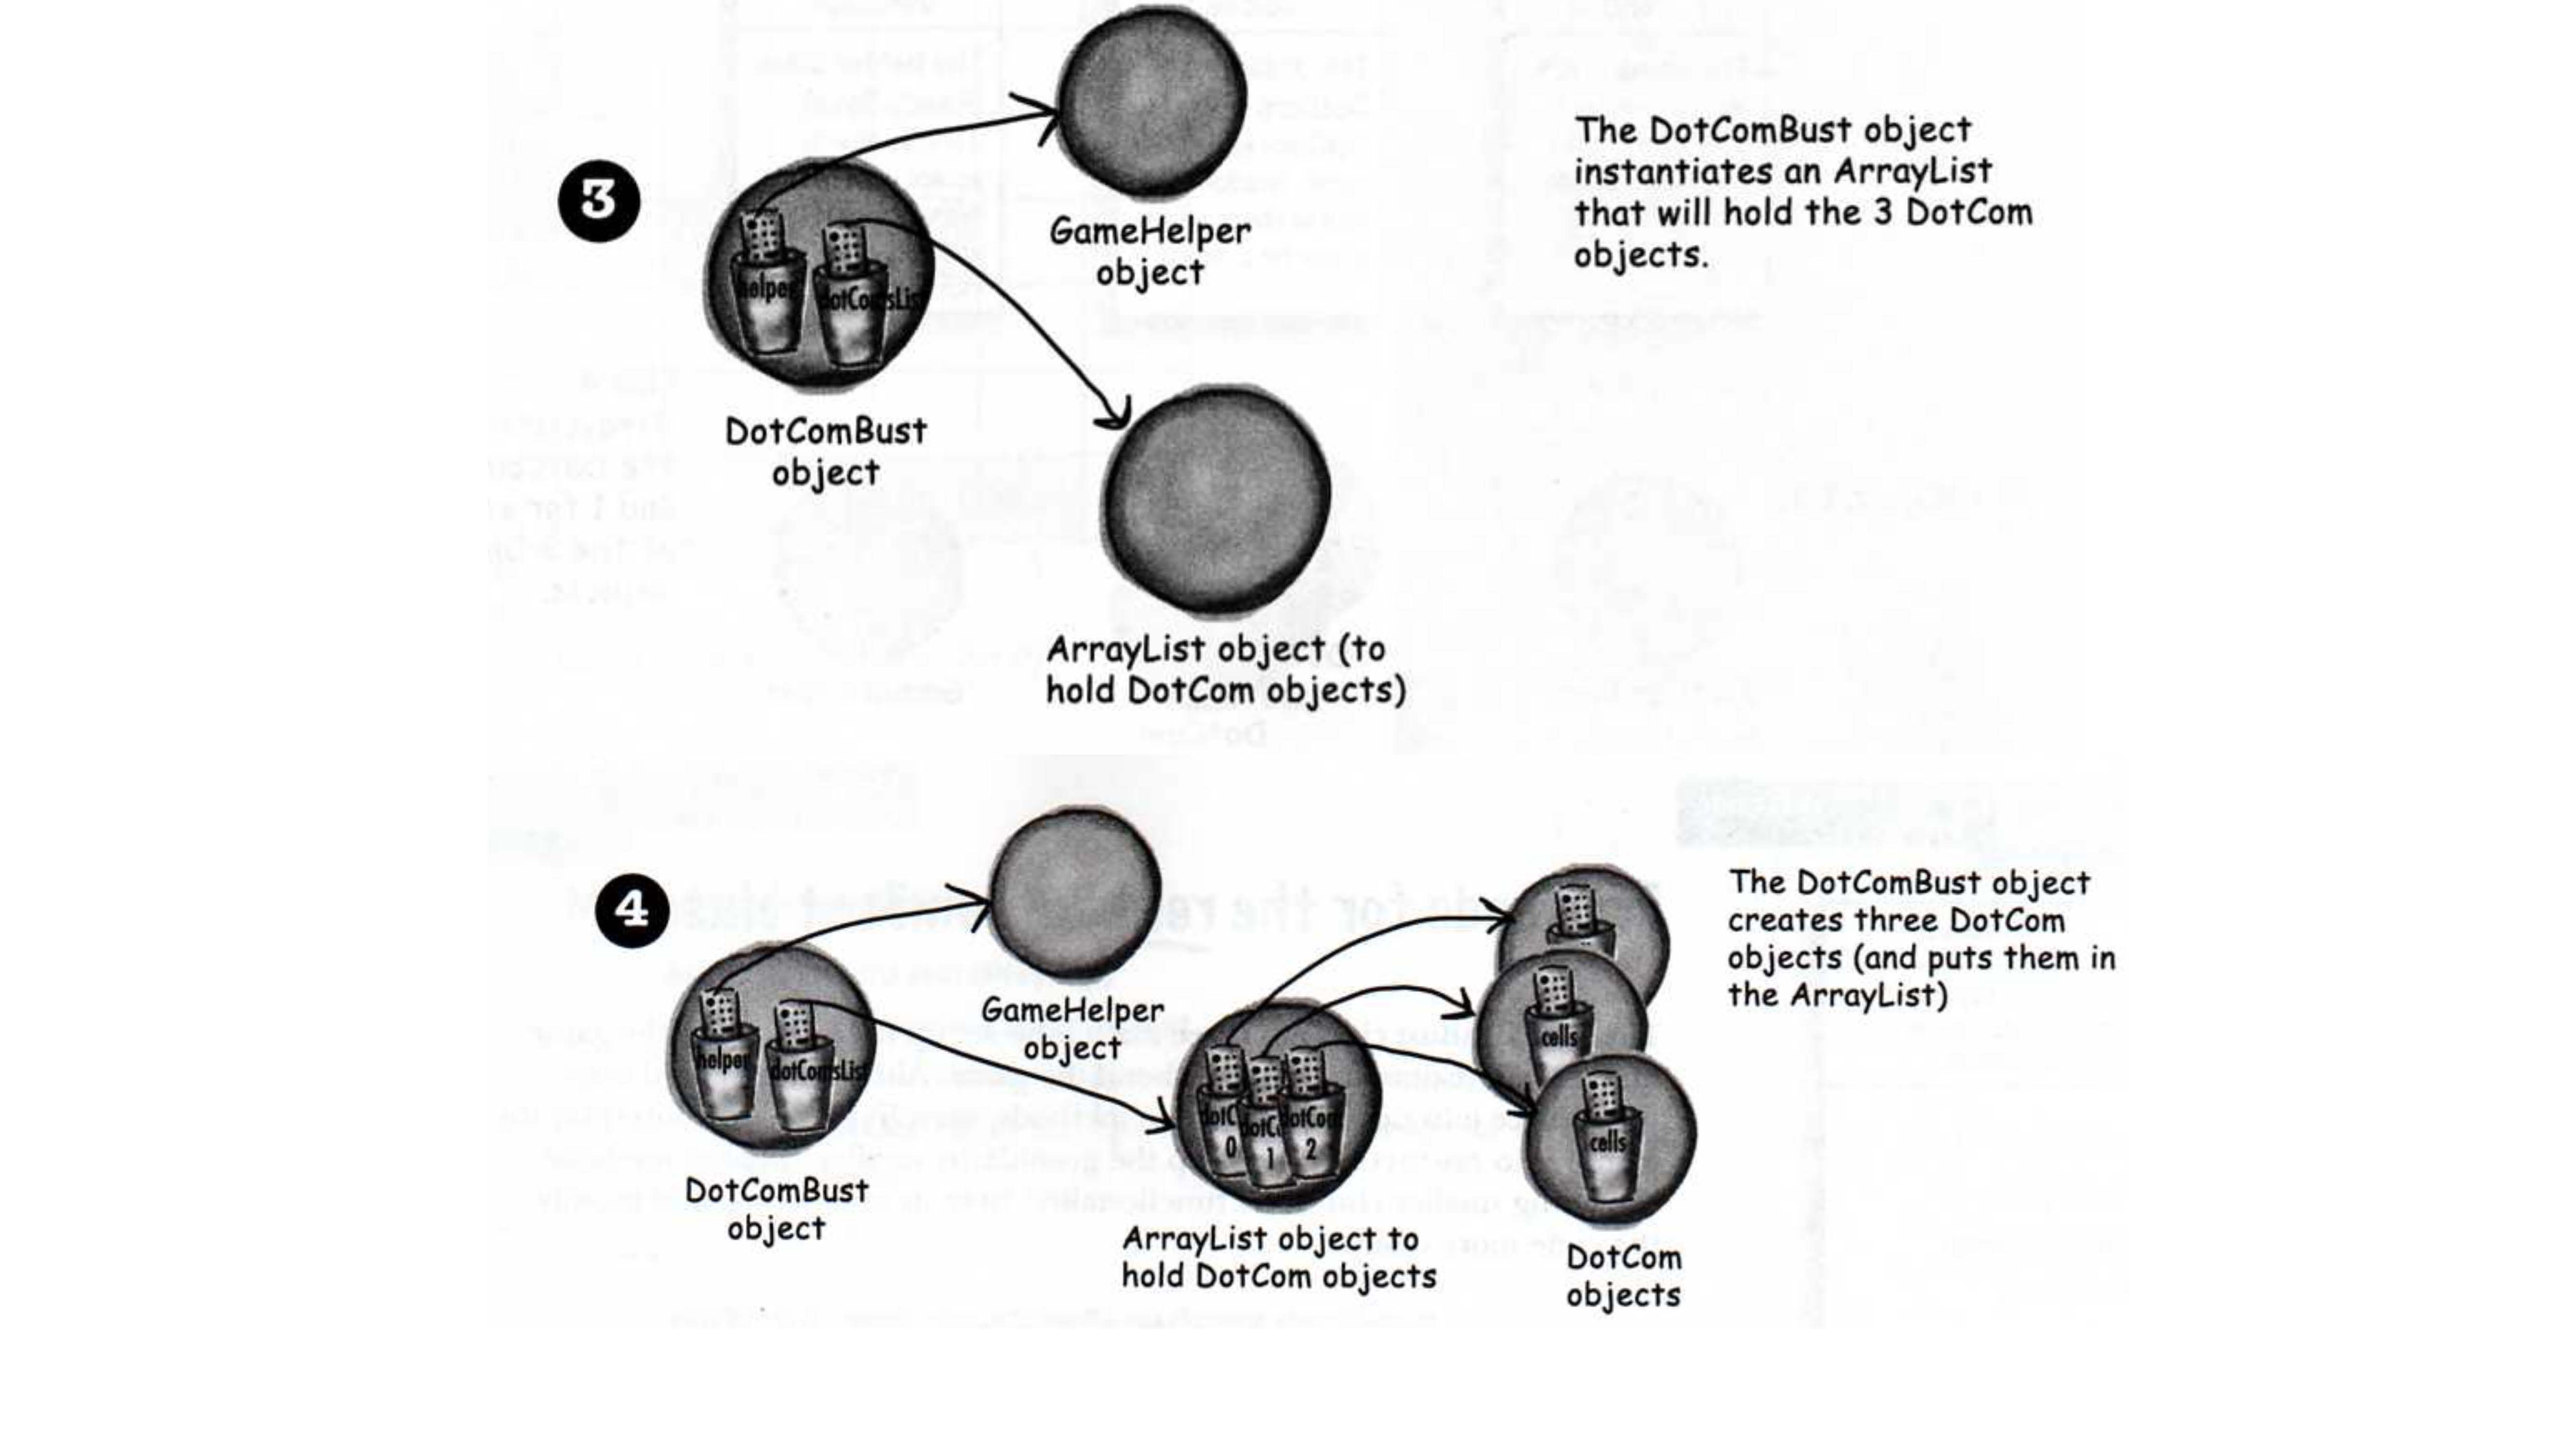 3
The DotComBust object
instantiates an ArrayList
that will hold the 3 DotCom
objects.
helper
dotComsList
GameHelper
object
DotComBust
object
ArrayList object (to
hold DotCom objects)
4
The DotComBust object
creates three DotCom
objects (and puts them in
the ArrayList)
helper
dotComsList
GameHelper
object
dotC
0
dotCo
1
dotCom
2
cells
cells
DotComBust
object
ArrayList object to
hold DotCom objects
DotCom
objects